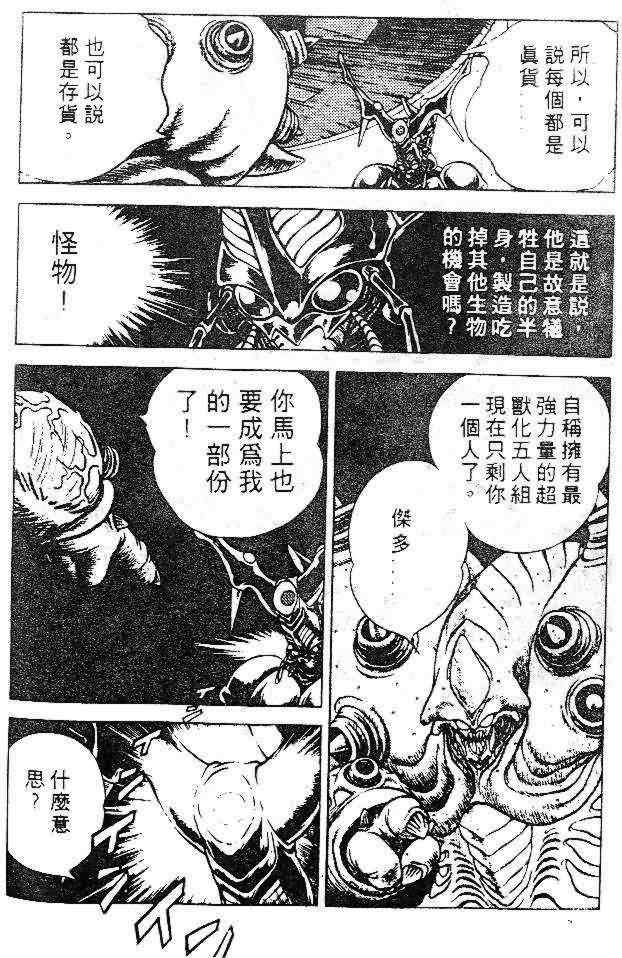 所以，可以
説每個都是
眞貨……
也可以説
都是存貨。
這就是說，
他是故意犧
牲自己的半
身，製造吃
掉其他生物
的機會嗎？
怪物！
自稱擁有最
強力量的超
獸化五人組
現在只剩你
一個人了。
傑多……
你馬上也
要成爲我
的一部份
了！
什麼意
思？